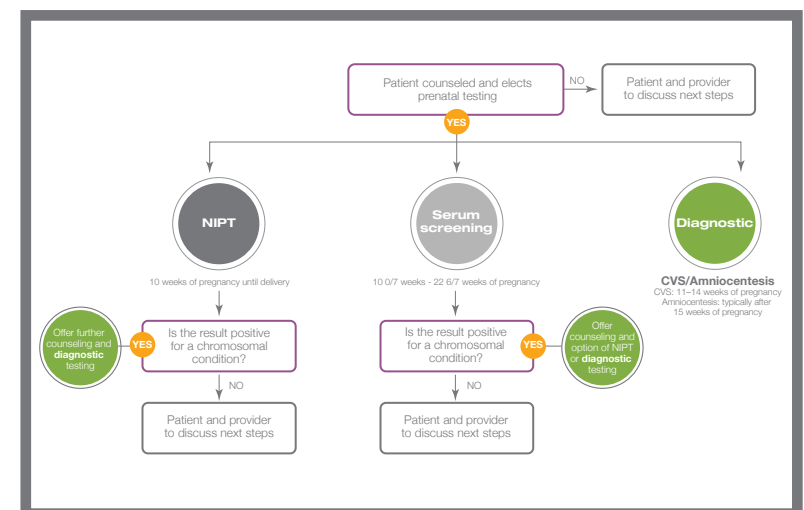 Patient counseled and elects
prenatal testing
NO
Patient and provider
to discuss next steps
YES
NIPT
Serum
screening
Diagnostic
10 weeks of pregnancy until delivery
10 0/7 weeks - 22 6/7 weeks of pregnancy
CVS/Amniocentesis
CVS: 11–14 weeks of pregnancy
Amniocentesis: typically after
15 weeks of pregnancy
Offer further
counseling and
diagnostic
testing
YES
Is the result positive
for a chromosomal
condition?
Is the result positive
for a chromosomal
condition?
YES
Offer
counseling and
option of NIPT
or diagnostic
testing
NO
NO
Patient and provider
to discuss next steps
Patient and provider
to discuss next steps